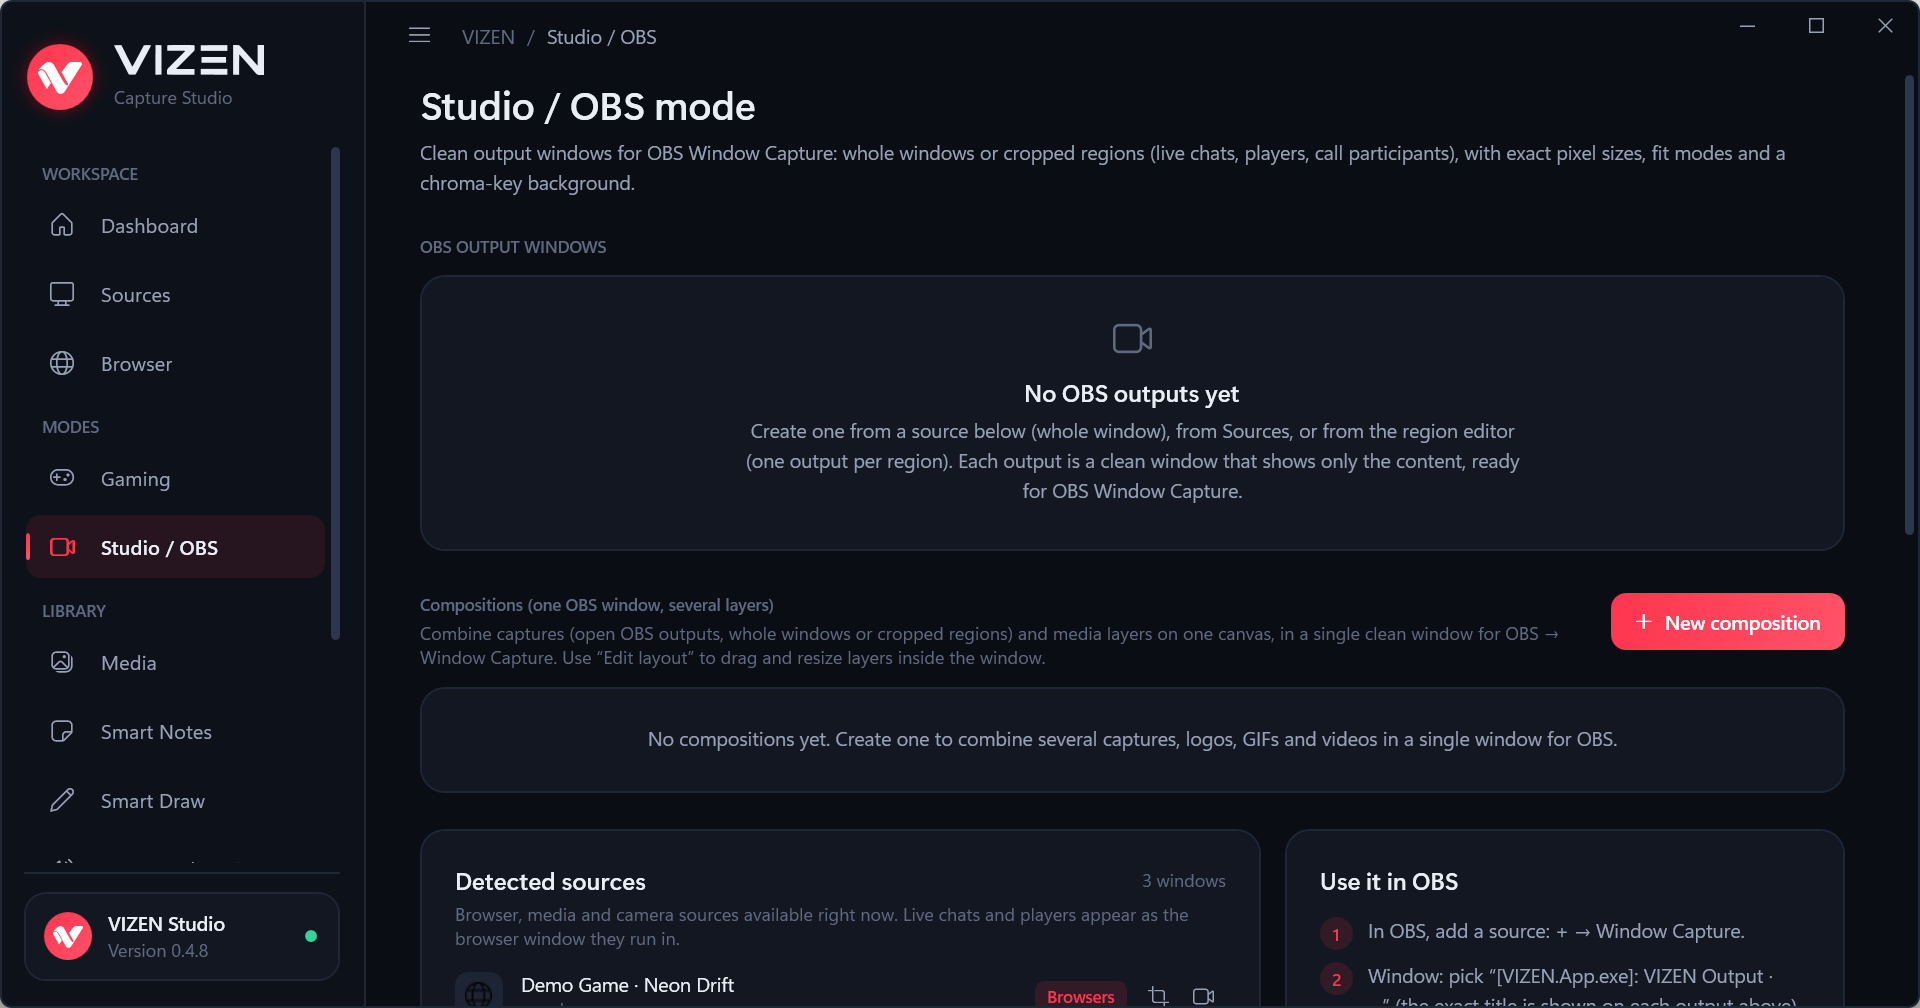 VIZEN
Capture Studio
WORKSPACE
Dashboard
Sources
Browser
MODES
Gaming
Studio / OBS
LIBRARY
Media
Smart Notes
Smart Draw
VIZEN Studio
Version 0.4.8
VIZEN / Studio / OBS
Studio / OBS mode
Clean output windows for OBS Window Capture: whole windows or cropped regions (live chats, players, call participants), with exact pixel sizes, fit modes and a
chroma-key background.
OBS OUTPUT WINDOWS
No OBS outputs yet
Create one from a source below (whole window), from Sources, or from the region editor
(one output per region). Each output is a clean window that shows only the content, ready
for OBS Window Capture.
Compositions (one OBS window, several layers)
Combine captures (open OBS outputs, whole windows or cropped regions) and media layers on one canvas, in a single clean window for OBS →
Window Capture. Use “Edit layout” to drag and resize layers inside the window.
+ New composition
No compositions yet. Create one to combine several captures, logos, GIFs and videos in a single window for OBS.
Detected sources
3 windows
Browser, media and camera sources available right now. Live chats and players appear as the
browser window they run in.
Demo Game · Neon Drift
Browsers
Use it in OBS
1 In OBS, add a source: + → Window Capture.
2 Window: pick “[VIZEN.App.exe]: VIZEN Output ·
…” (the exact title is shown on each output above)